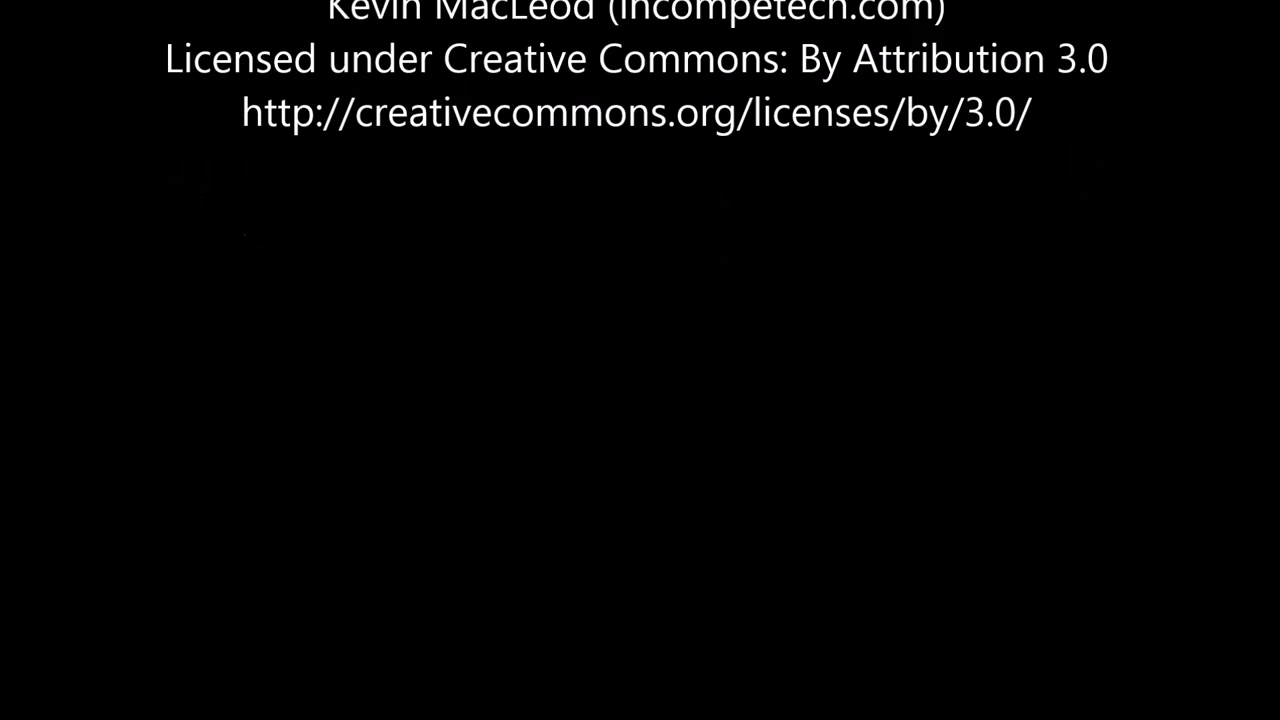 Kevin MacLeod (incompetech.com)
Licensed under Creative Commons: By Attribution 3.0
http://creativecommons.org/licenses/by/3.0/